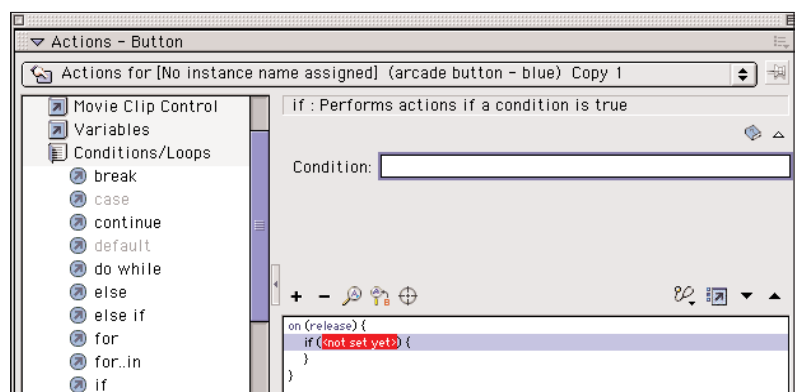 Actions - Button
Actions for [No instance name assigned] (arcade button - blue) Copy 1
Movie Clip Control
Variables
Conditions/Loops
break
case
continue
default
do while
else
else if
for
for..in
if
if : Performs actions if a condition is true
Condition:
on (release) {
if (<not set yet>) {
}
}